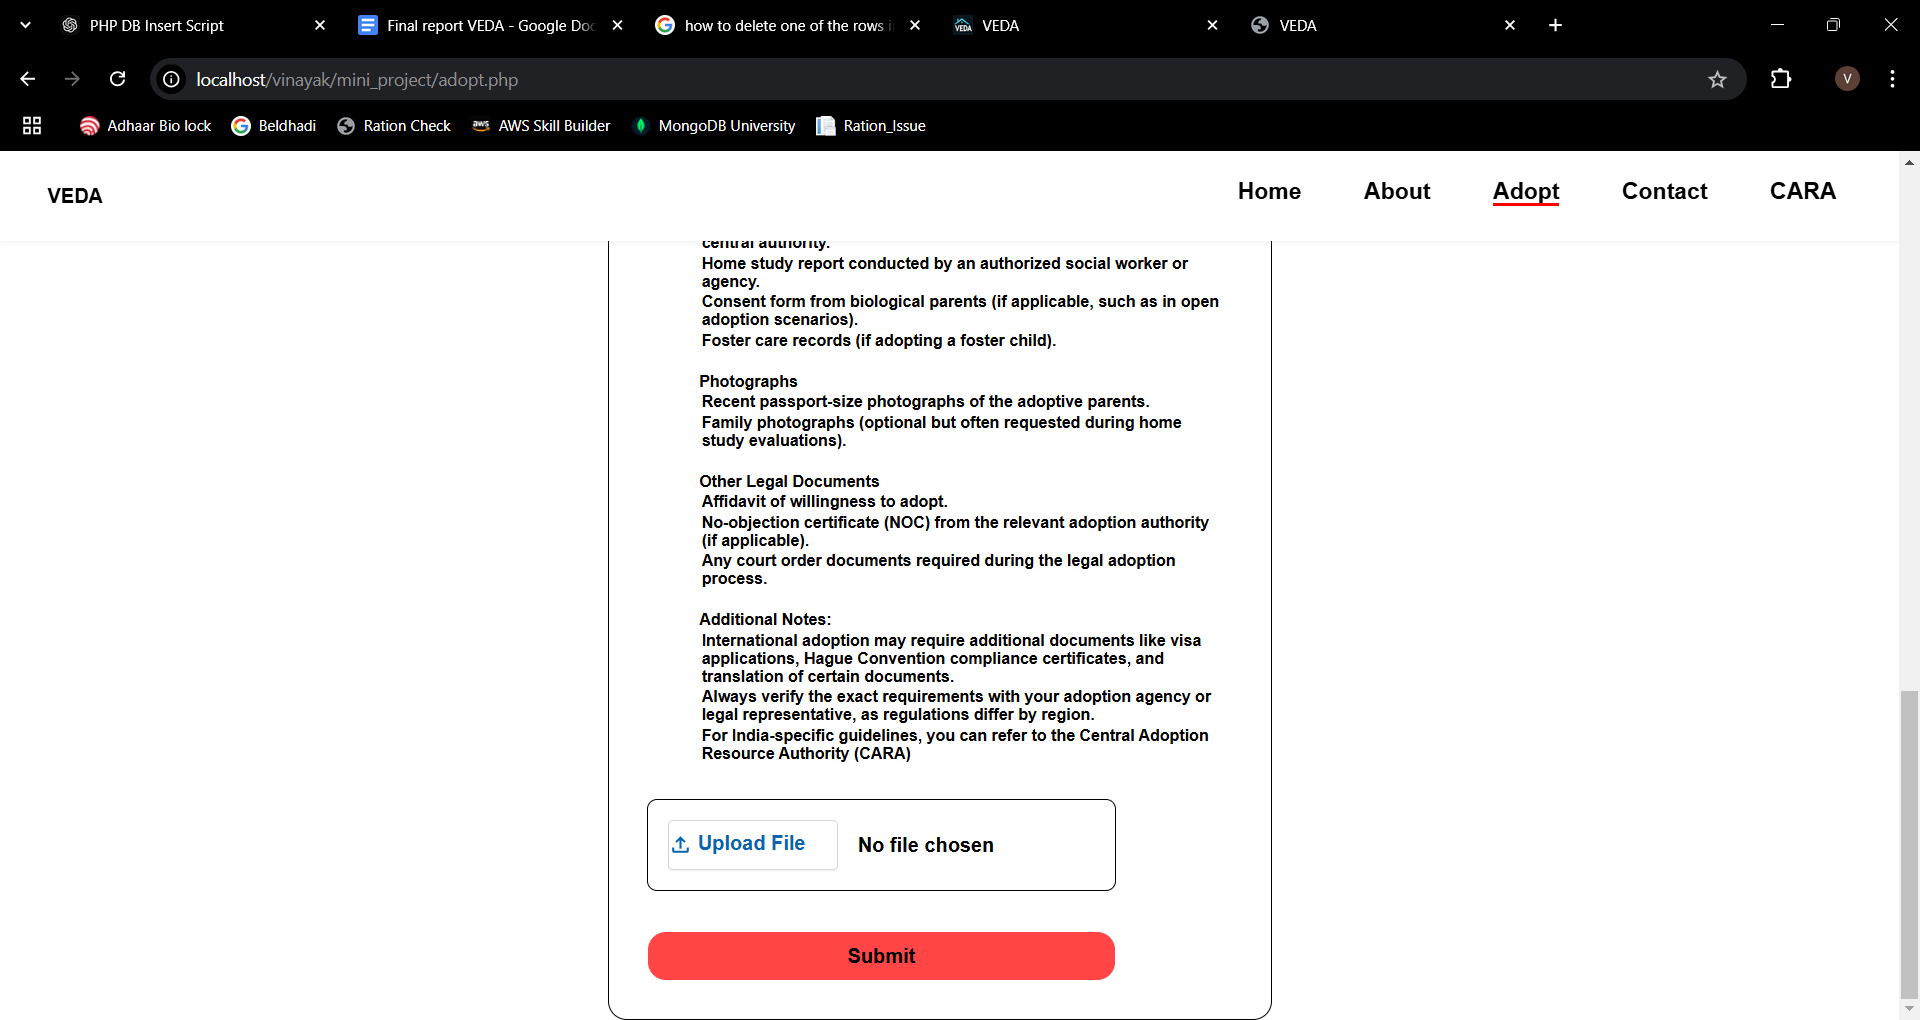 PHP DB Insert Script
Final report VEDA - Google Doc
how to delete one of the rows i
VEDA
VEDA
localhost/vinayak/mini_project/adopt.php
V
Adhaar Bio lock
Beldhadi
Ration Check
aws AWS Skill Builder
MongoDB University
Ration_Issue
VEDA
Home
About
Adopt
Contact
CARA
central authority.
Home study report conducted by an authorized social worker or
agency.
Consent form from biological parents (if applicable, such as in open
adoption scenarios).
Foster care records (if adopting a foster child).
Photographs
Recent passport-size photographs of the adoptive parents.
Family photographs (optional but often requested during home
study evaluations).
Other Legal Documents
Affidavit of willingness to adopt.
No-objection certificate (NOC) from the relevant adoption authority
(if applicable).
Any court order documents required during the legal adoption
process.
Additional Notes:
International adoption may require additional documents like visa
applications, Hague Convention compliance certificates, and
translation of certain documents.
Always verify the exact requirements with your adoption agency or
legal representative, as regulations differ by region.
For India-specific guidelines, you can refer to the Central Adoption
Resource Authority (CARA)
Upload File
No file chosen
Submit